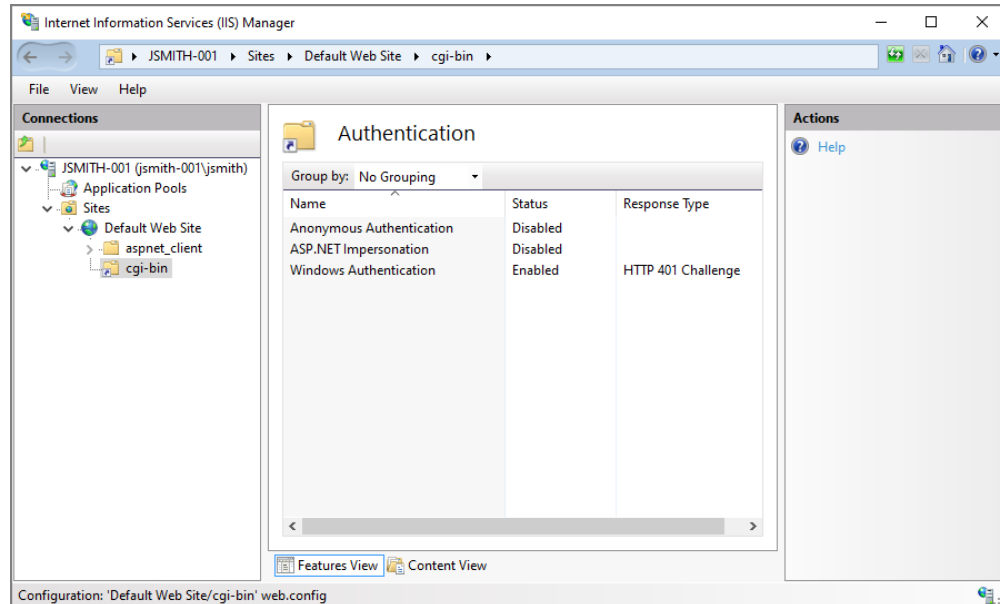 Internet Information Services (IIS) Manager
JSMITH-001 Sites Default Web Site cgi-bin
File View Help
Connections
JSMITH-001 (jsmith-001\jsmith)
Application Pools
Sites
Default Web Site
aspnet_client
cgi-bin
Authentication
Group by: No Grouping
Name Status Response Type
Anonymous Authentication Disabled
ASP.NET Impersonation Disabled
Windows Authentication Enabled HTTP 401 Challenge
Features View Content View
Actions
Help
Configuration: 'Default Web Site/cgi-bin' web.config